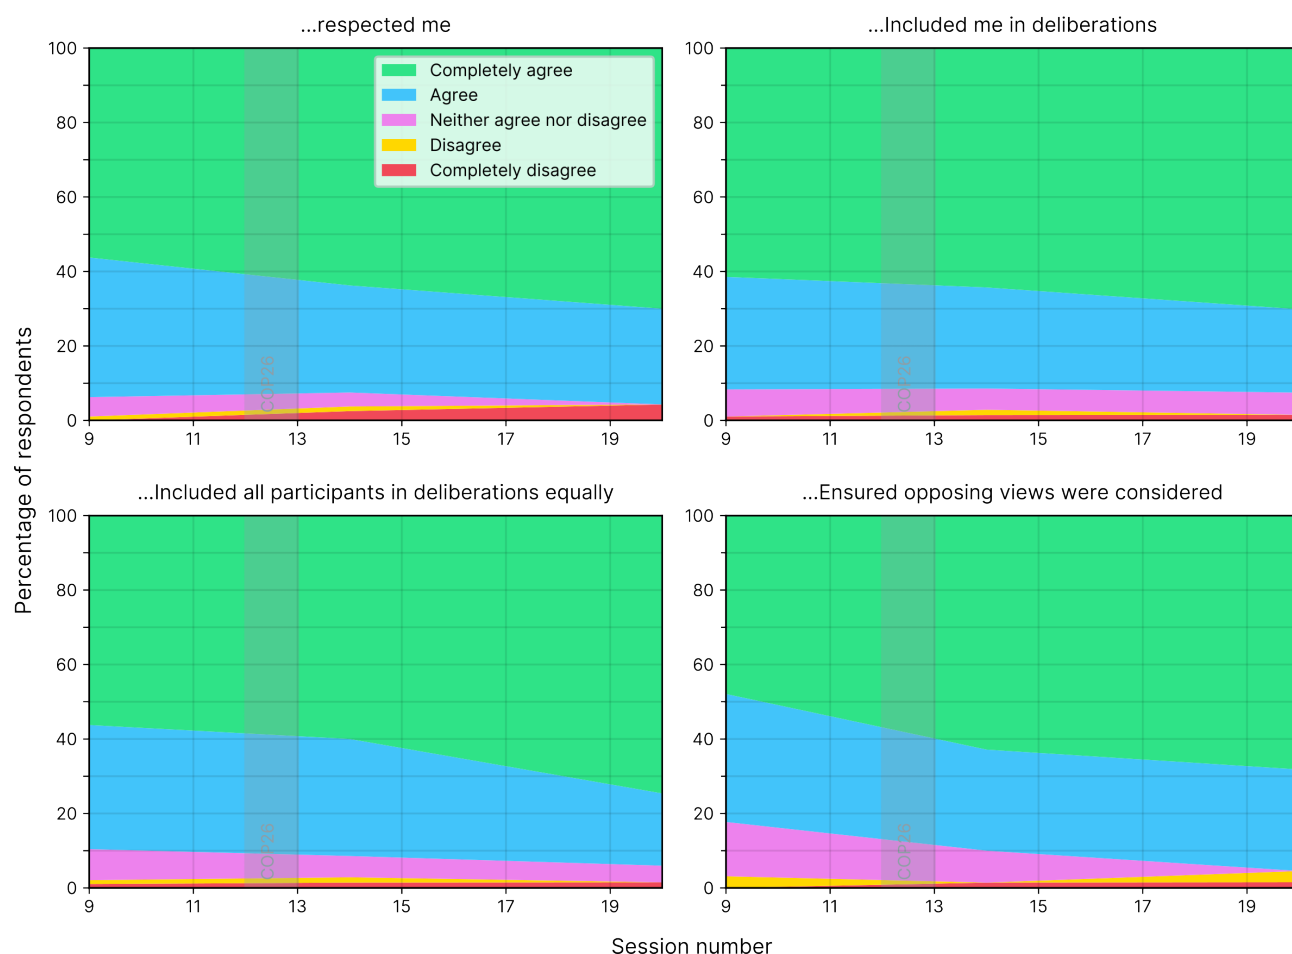 ...respected me
...Included me in deliberations
100
80
60
40
20
0
9 11 13 15 17 19
Completely agree
Agree
Neither agree nor disagree
Disagree
Completely disagree
COP26
100
80
60
40
20
0
9 11 13 15 17 19
COP26
Percentage of respondents
...Included all participants in deliberations equally
...Ensured opposing views were considered
100
80
60
40
20
0
9 11 13 15 17 19
COP26
100
80
60
40
20
0
9 11 13 15 17 19
COP26
Session number